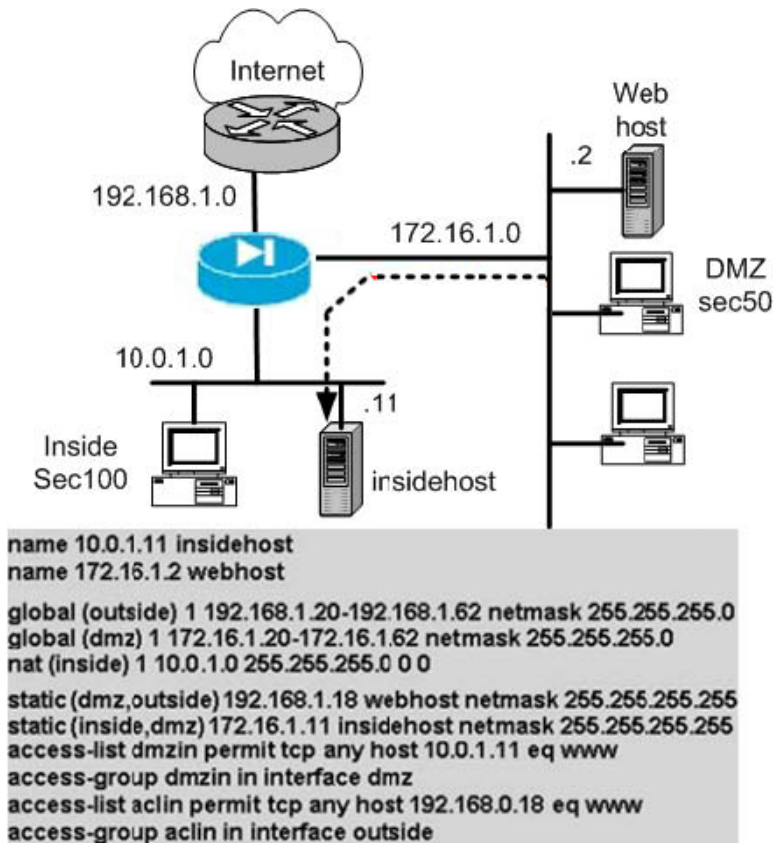 Internet
Web
host
.2
192.168.1.0
172.16.1.0
DMZ
sec50
10.0.1.0
.11
Inside
Sec100
insidehost
name 10.0.1.11 insidehost
name 172.16.1.2 webhost
global (outside) 1 192.168.1.20-192.168.1.62 netmask 255.255.255.0
global (dmz) 1 172.16.1.20-172.16.1.62 netmask 255.255.255.0
nat (inside) 1 10.0.1.0 255.255.255.0 0 0
static (dmz,outside) 192.168.1.18 webhost netmask 255.255.255.255
static (inside,dmz) 172.16.1.11 insidehost netmask 255.255.255.255
access-list dmzin permit tcp any host 10.0.1.11 eq www
access-group dmzin in interface dmz
access-list aclin permit tcp any host 192.168.0.18 eq www
access-group aclin in interface outside